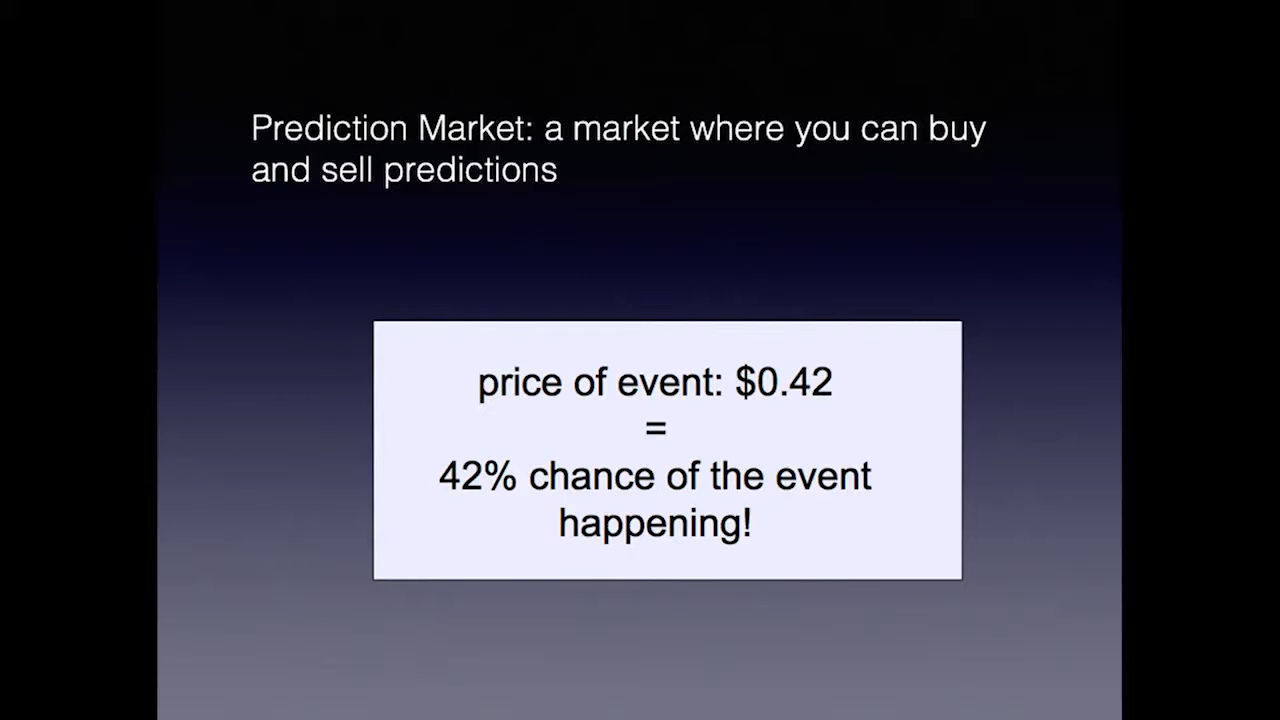 Prediction Market: a market where you can buy
and sell predictions
price of event: $0.42
=
42% chance of the event
happening!